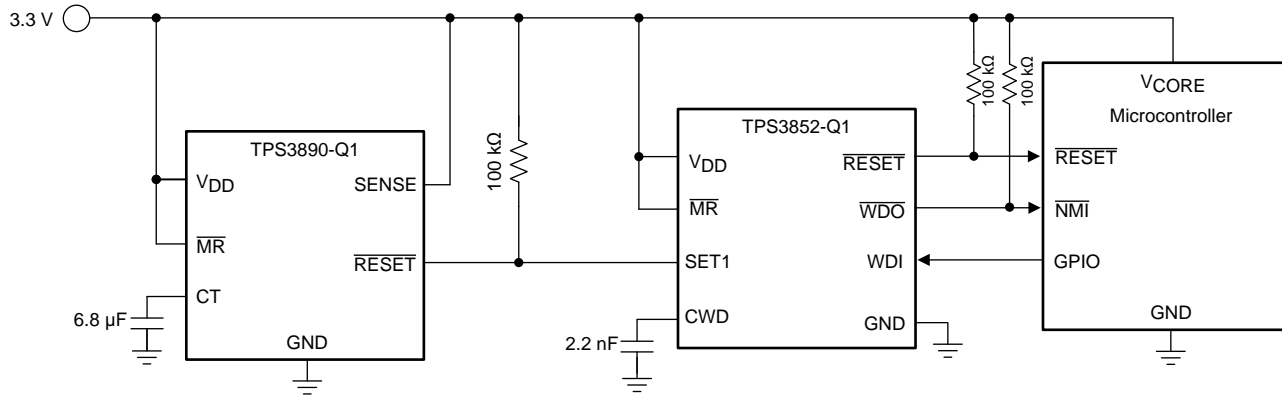 3.3 V
TPS3890-Q1
VDD
SENSE
MR
RESET
CT
GND
6.8 µF
100 kΩ
TPS3852-Q1
VDD
RESET
MR
WDO
SET1
WDI
CWD
GND
2.2 nF
100 kΩ
100 kΩ
VCORE
Microcontroller
RESET
NMI
GPIO
GND